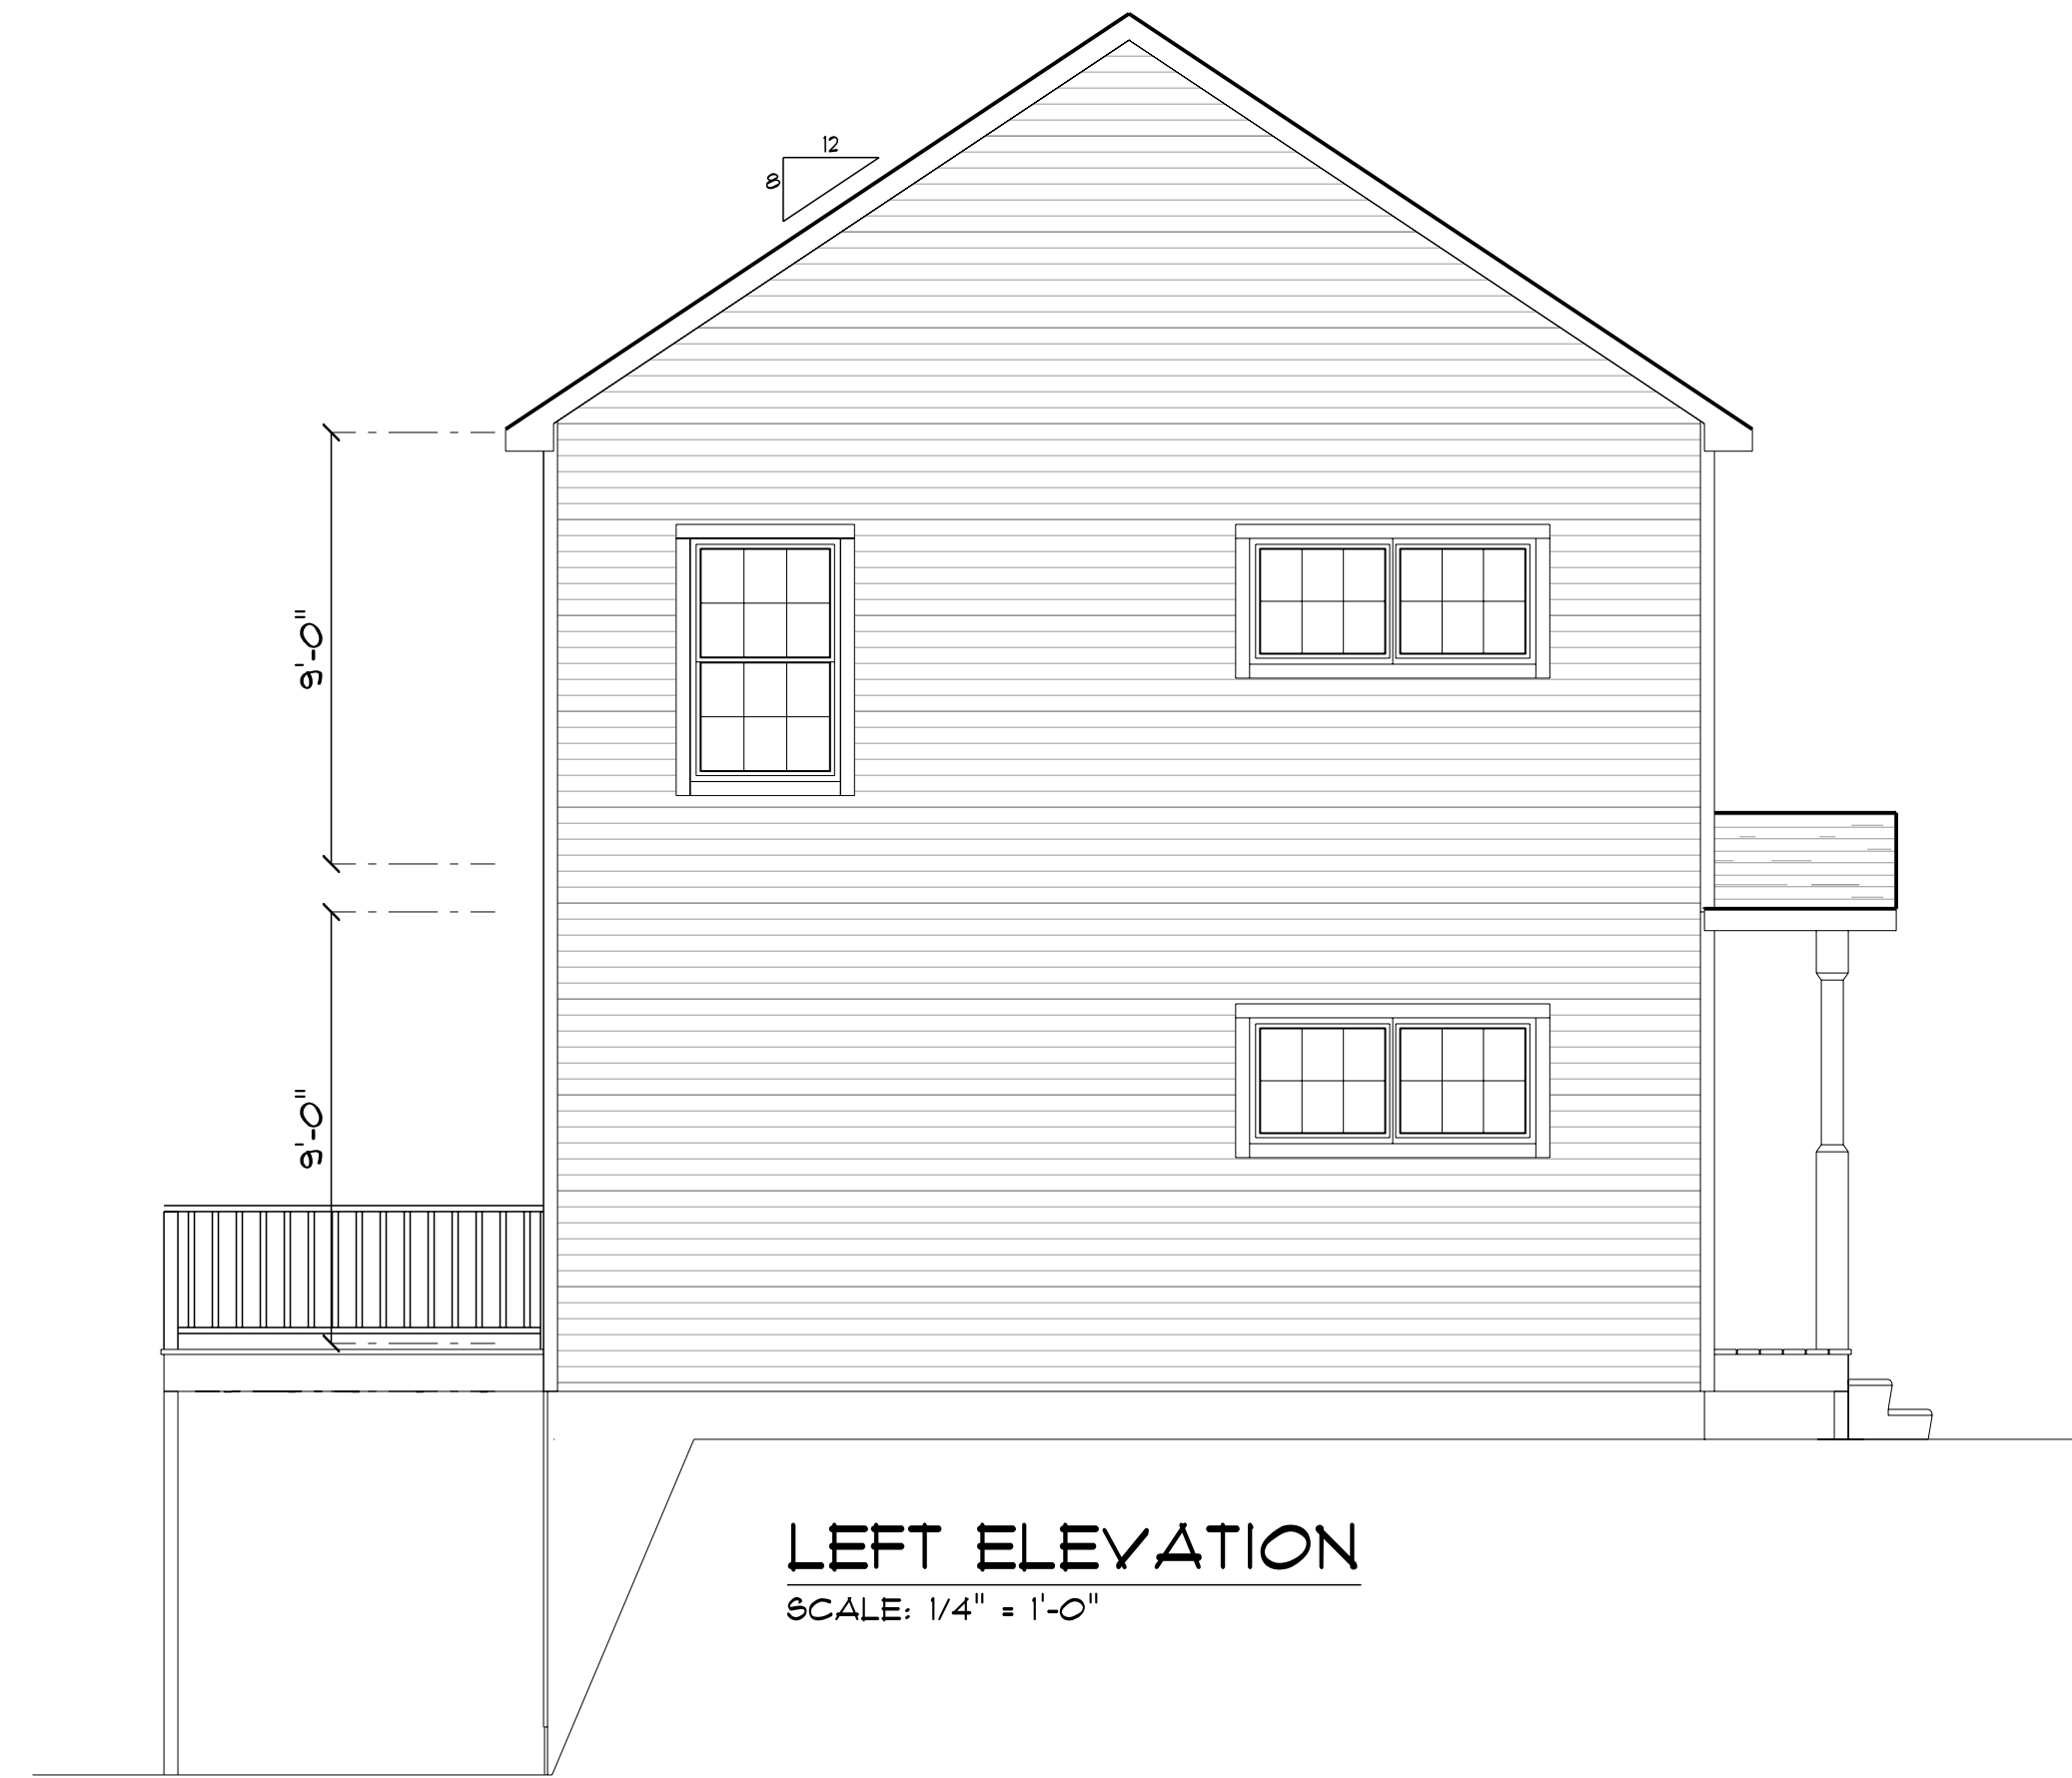 12
8
9'-0"
9'-0"
LEFT ELEVATION
SCALE: 1/4" = 1'-0"